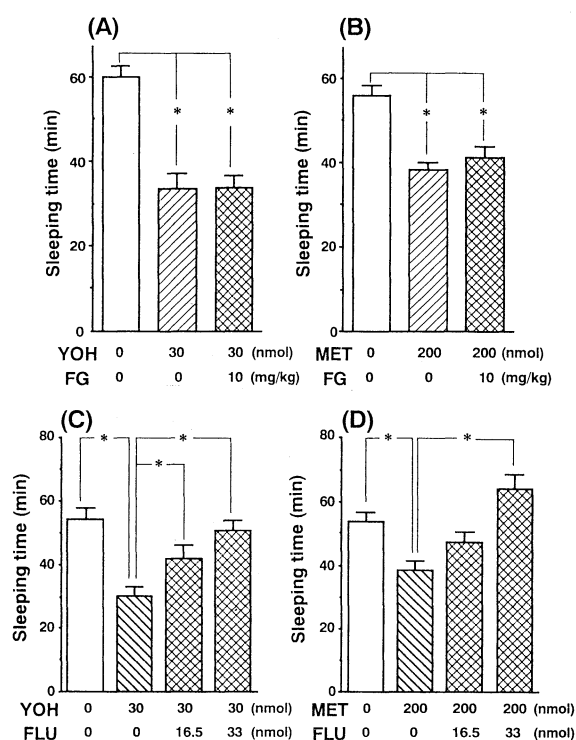 (A)
Sleeping time (min)
60
40
20
0
*
*
YOH 0 30 30 (nmol)
FG 0 0 10 (mg/kg)
(B)
Sleeping time (min)
60
40
20
0
*
*
MET 0 200 200 (nmol)
FG 0 0 10 (mg/kg)
(C)
Sleeping time (min)
80
60
40
20
0
*
*
*
YOH 0 30 30 30 (nmol)
FLU 0 0 16.5 33 (nmol)
(D)
Sleeping time (min)
80
60
40
20
0
*
*
MET 0 200 200 200 (nmol)
FLU 0 0 16.5 33 (nmol)